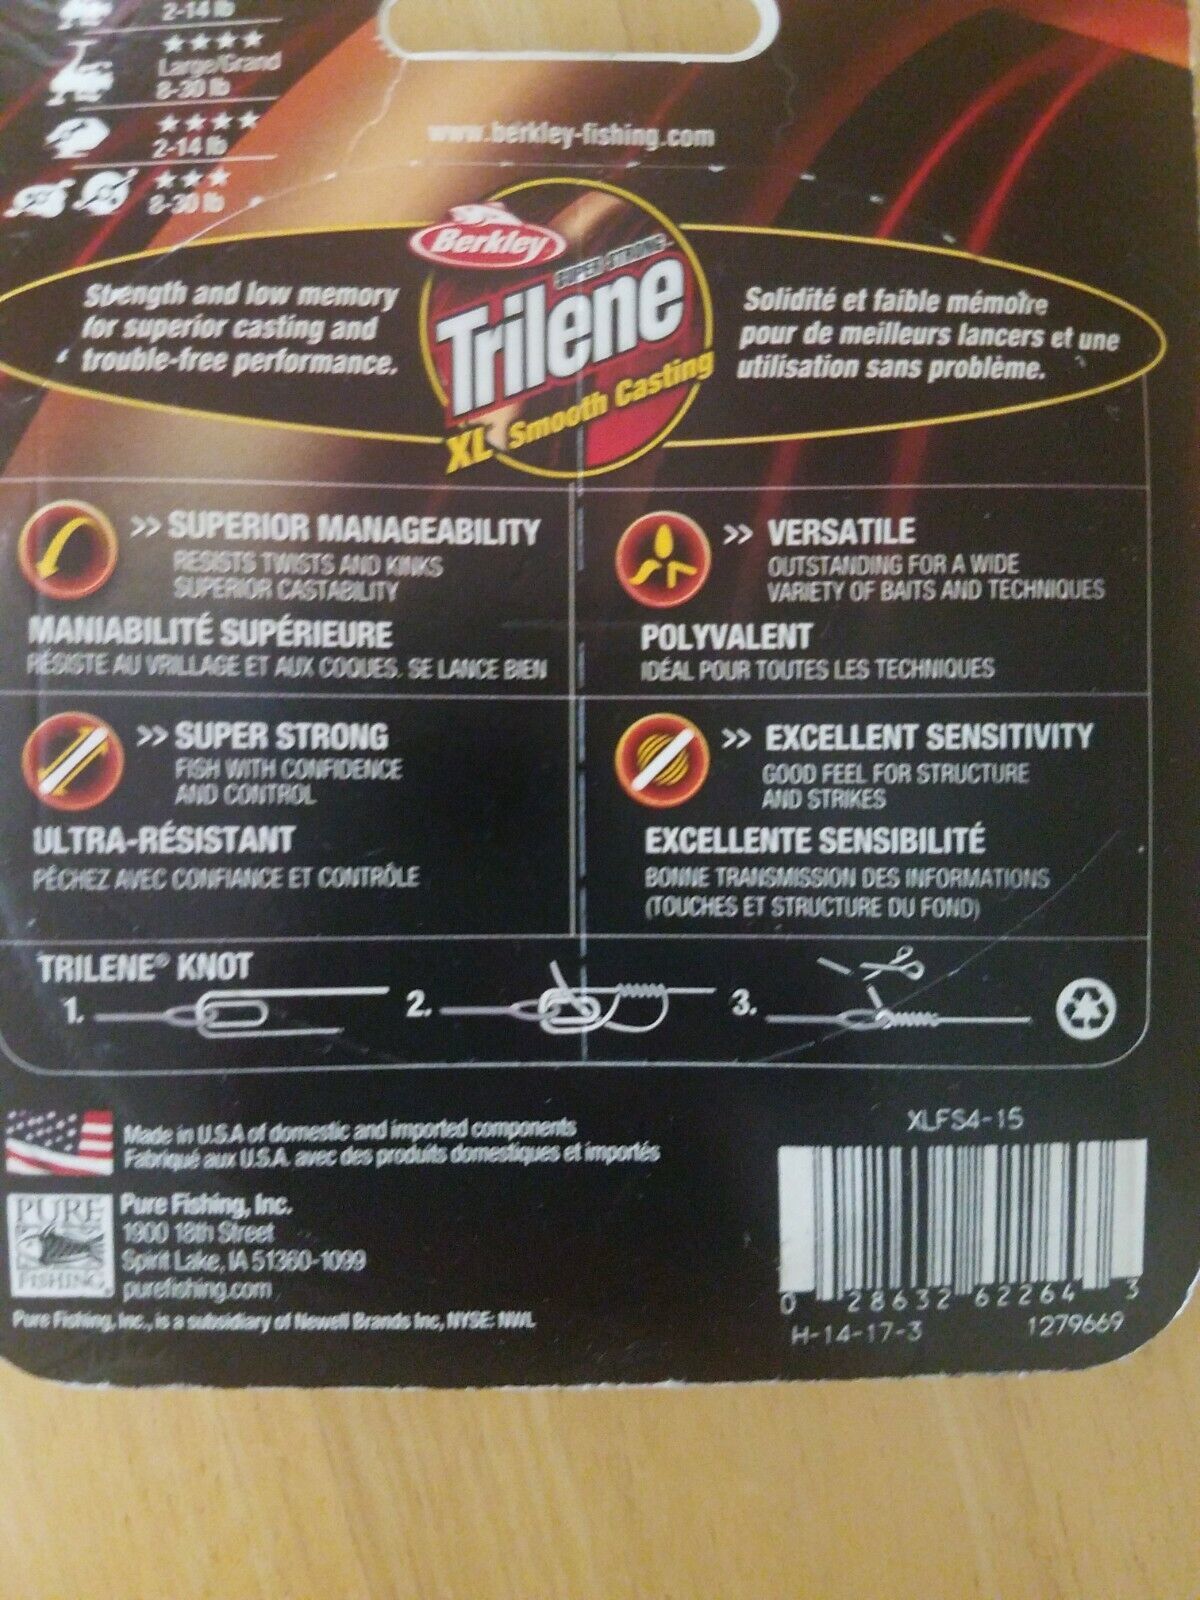 2-14 lb
★★★★
Large/Grand
8-30 lb
★★★★
2-14 lb
★★★
8-30 lb
www.berkley-fishing.com
Berkley
SUPER STRONG
Trilene
XL Smooth Casting
Strength and low memory
for superior casting and
trouble-free performance.
Solidité et faible mémoire
pour de meilleurs lancers et une
utilisation sans problème.
>> SUPERIOR MANAGEABILITY
RESISTS TWISTS AND KINKS
SUPERIOR CASTABILITY
MANIABILITÉ SUPÉRIEURE
RÉSISTE AU VRILLAGE ET AUX COQUES. SE LANCE BIEN
>> VERSATILE
OUTSTANDING FOR A WIDE
VARIETY OF BAITS AND TECHNIQUES
POLYVALENT
IDÉAL POUR TOUTES LES TECHNIQUES
>> SUPER STRONG
FISH WITH CONFIDENCE
AND CONTROL
ULTRA-RÉSISTANT
PÊCHEZ AVEC CONFIANCE ET CONTRÔLE
>> EXCELLENT SENSITIVITY
GOOD FEEL FOR STRUCTURE
AND STRIKES
EXCELLENTE SENSIBILITÉ
BONNE TRANSMISSION DES INFORMATIONS
(TOUCHES ET STRUCTURE DU FOND)
TRILENE® KNOT
1.
2.
3.
Made in U.S.A of domestic and imported components
Fabriqué aux U.S.A. avec des produits domestiques et importés
PURE
FISHING
Pure Fishing, Inc.
1900 18th Street
Spirit Lake, IA 51360-1099
purefishing.com
Pure Fishing, Inc., is a subsidiary of Newell Brands Inc, NYSE: NWL
XLFS4-15
0 28632 62264 3
H-14-17-3
1279669